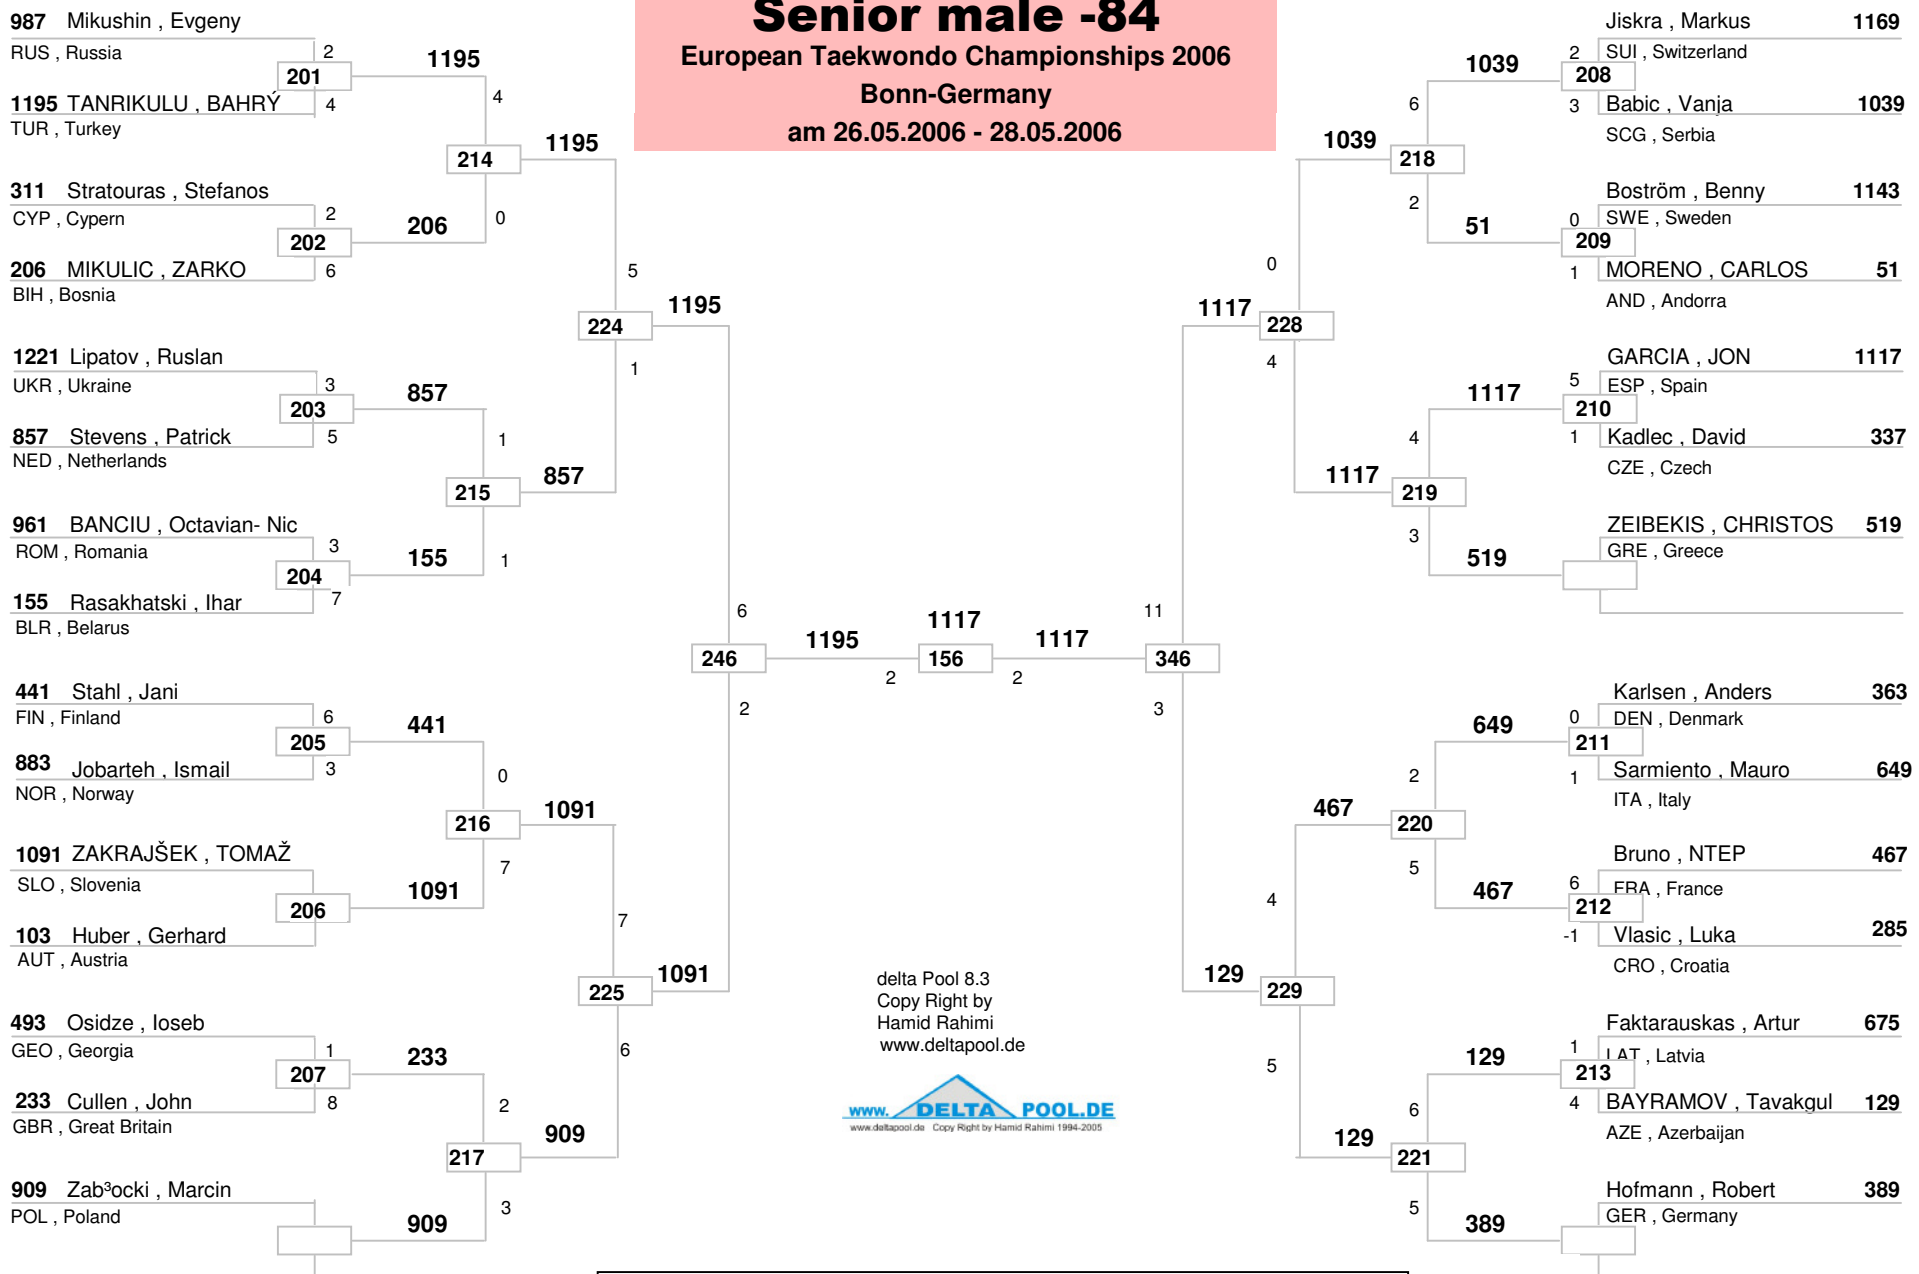 Senior male -84
European Taekwondo Championships 2006
Bonn-Germany
am 26.05.2006 - 28.05.2006
987 Mikushin , Evgeny
RUS , Russia
2
201
1195
4
1195 TANRIKULU , BAHRÝ
TUR , Turkey
4
214
1195
311 Stratouras , Stefanos
CYP , Cypern
2
202
206
0
206 MIKULIC , ZARKO
BIH , Bosnia
6
5
224
1195
1
1221 Lipatov , Ruslan
UKR , Ukraine
3
203
857
857 Stevens , Patrick
NED , Netherlands
5
1
215
857
961 BANCIU , Octavian- Nic
ROM , Romania
3
204
155
1
155 Rasakhatski , Ihar
BLR , Belarus
7
6
246
1195
2
2
441 Stahl , Jani
FIN , Finland
6
205
441
883 Jobarteh , Ismail
NOR , Norway
3
0
216
1091
1091 ZAKRAJŠEK , TOMAŽ
SLO , Slovenia
7
206
1091
103 Huber , Gerhard
AUT , Austria
7
225
1091
6
493 Osidze , Ioseb
GEO , Georgia
1
207
233
233 Cullen , John
GBR , Great Britain
8
2
217
909
909 Zab³ocki , Marcin
POL , Poland
3
909
1117
156
1117
2
346
11
3
delta Pool 8.3
Copy Right by
Hamid Rahimi
www.deltapool.de
www. DELTA POOL.DE
www.deltapool.de Copy Right by Hamid Rahimi 1994-2005
Jiskra , Markus 1169
SUI , Switzerland
2
208
1039
3
Babic , Vanja 1039
SCG , Serbia
6
218
1039
2
Boström , Benny 1143
SWE , Sweden
0
209
51
1
MORENO , CARLOS 51
AND , Andorra
0
228
1117
4
GARCIA , JON 1117
ESP , Spain
5
210
1117
1
Kadlec , David 337
CZE , Czech
4
219
1117
3
ZEIBEKIS , CHRISTOS 519
GRE , Greece
519
Karlsen , Anders 363
DEN , Denmark
0
211
649
1
Sarmiento , Mauro 649
ITA , Italy
2
220
467
5
Bruno , NTEP 467
FRA , France
6
212
467
-1
Vlasic , Luka 285
CRO , Croatia
4
229
129
5
Faktarauskas , Artur 675
LAT , Latvia
1
213
129
4
BAYRAMOV , Tavakgul 129
AZE , Azerbaijan
6
221
129
5
Hofmann , Robert 389
GER , Germany
389